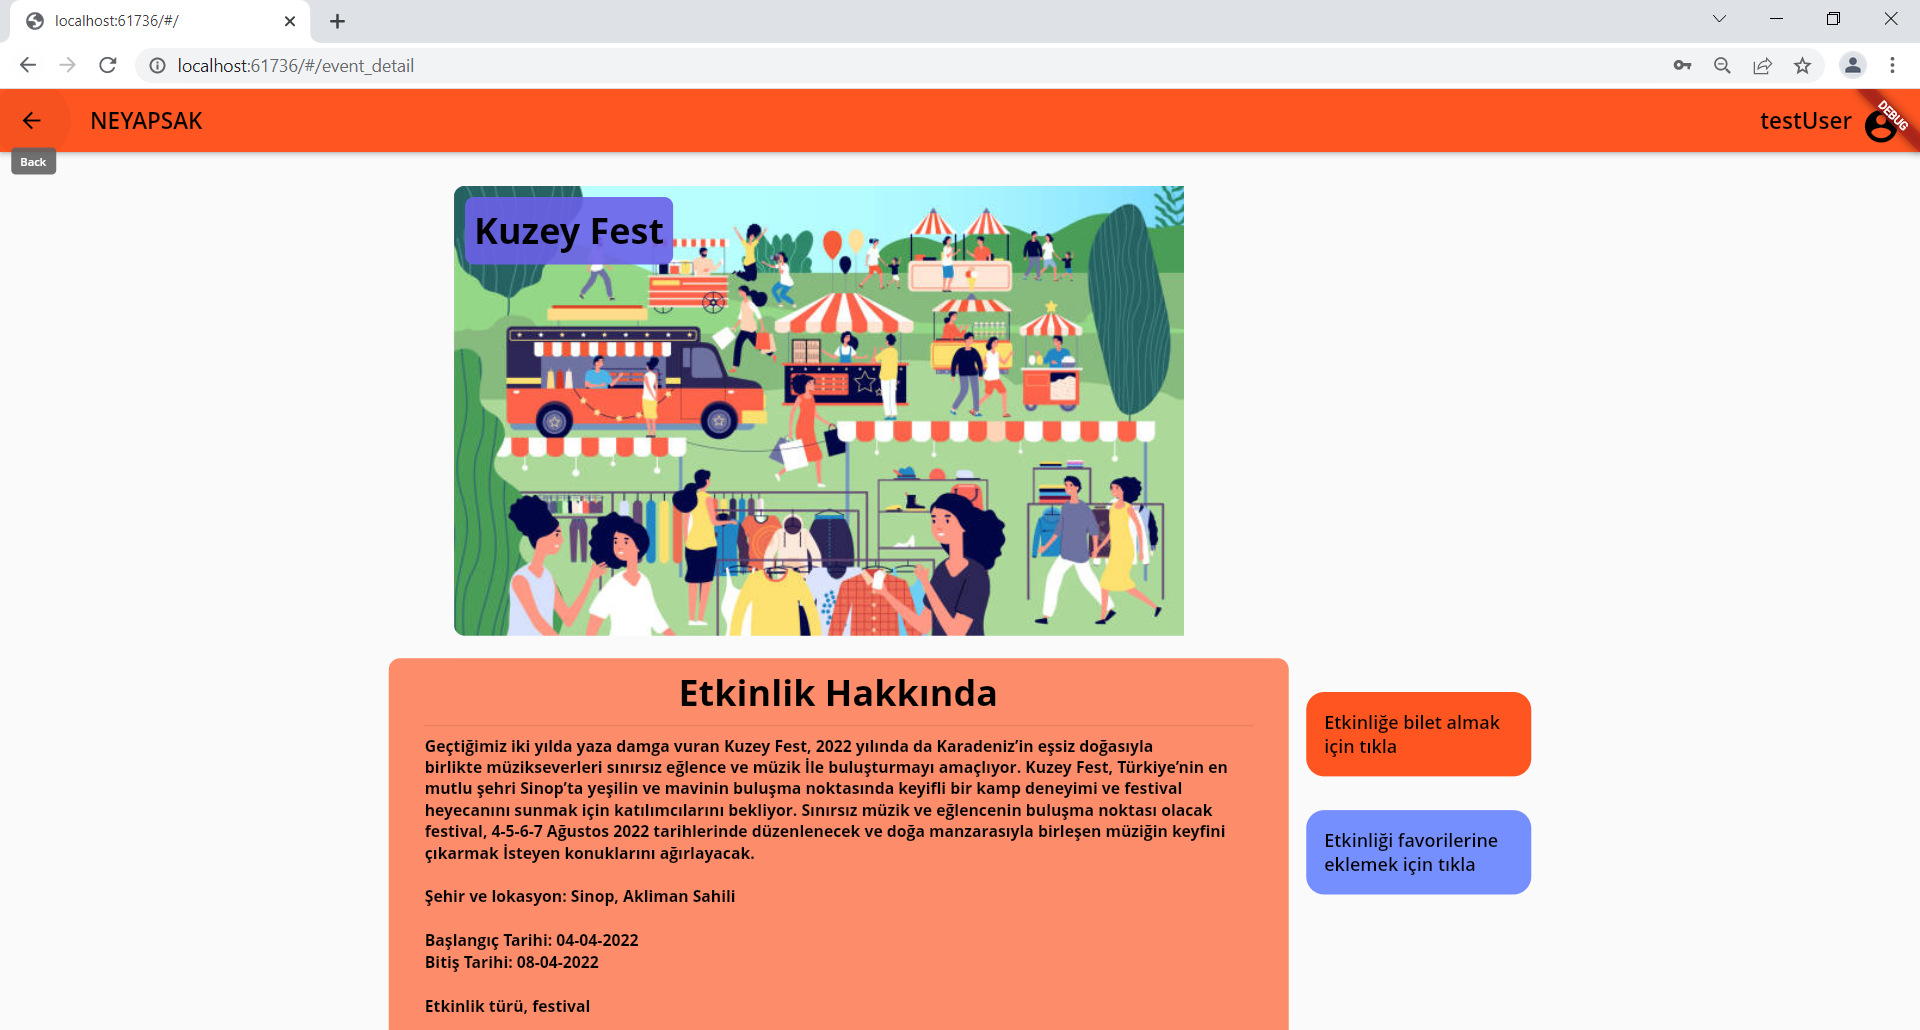 localhost:61736/#/
localhost:61736/#/event_detail
NEYAPSAK
testUser
DEBUG
Back
Kuzey Fest
Etkinlik Hakkında
Geçtiğimiz iki yılda yaza damga vuran Kuzey Fest, 2022 yılında da Karadeniz’in eşsiz doğasıyla
birlikte müzikseverleri sınırsız eğlence ve müzik İle buluşturmayı amaçlıyor. Kuzey Fest, Türkiye’nin en
mutlu şehri Sinop’ta yeşilin ve mavinin buluşma noktasında keyifli bir kamp deneyimi ve festival
heyecanını sunmak için katılımcılarını bekliyor. Sınırsız müzik ve eğlencenin buluşma noktası olacak
festival, 4-5-6-7 Ağustos 2022 tarihlerinde düzenlenecek ve doğa manzarasıyla birleşen müziğin keyfini
çıkarmak İsteyen konuklarını ağırlayacak.
Şehir ve lokasyon: Sinop, Akliman Sahili
Başlangıç Tarihi: 04-04-2022
Bitiş Tarihi: 08-04-2022
Etkinlik türü, festival
Etkinliğe bilet almak
için tıkla
Etkinliği favorilerine
eklemek için tıkla